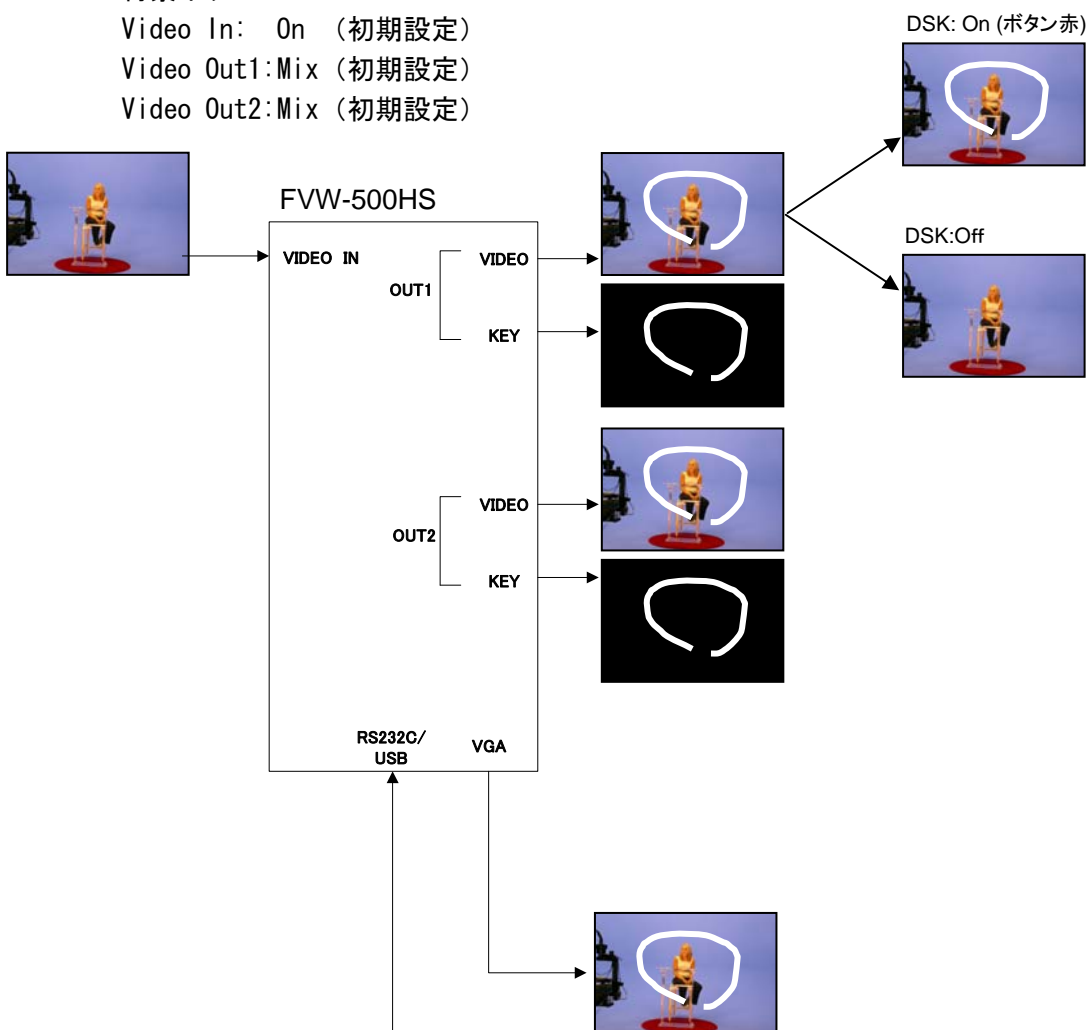 Video In: On （初期設定）
Video Out1:Mix（初期設定）
Video Out2:Mix（初期設定）
DSK: On (ボタン赤)
FVW-500HS
VIDEO IN
VIDEO
OUT1
KEY
DSK:Off
VIDEO
OUT2
KEY
RS232C/
USB
VGA